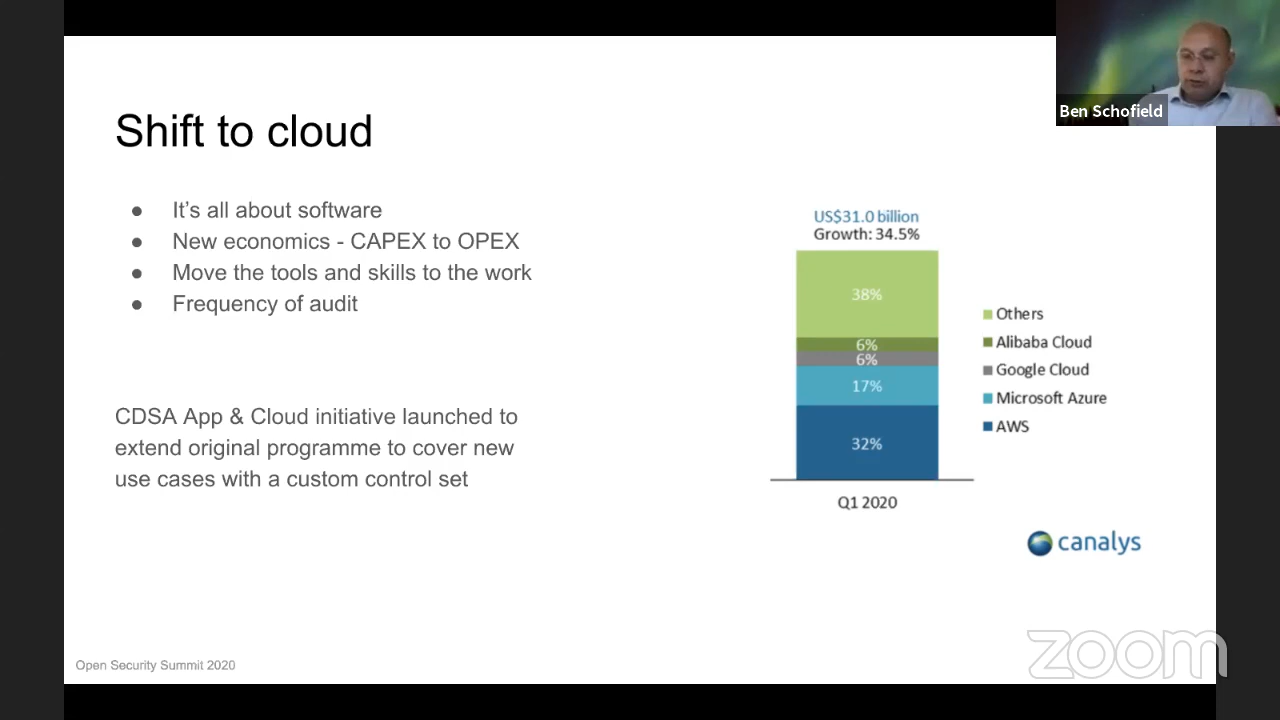 Ben Schofield
Shift to cloud
● It’s all about software
● New economics - CAPEX to OPEX
● Move the tools and skills to the work
● Frequency of audit
CDSA App & Cloud initiative launched to
extend original programme to cover new
use cases with a custom control set
US$31.0 billion
Growth: 34.5%
38%
6%
6%
17%
32%
Q1 2020
Others
Alibaba Cloud
Google Cloud
Microsoft Azure
AWS
canalys
Open Security Summit 2020
zoom